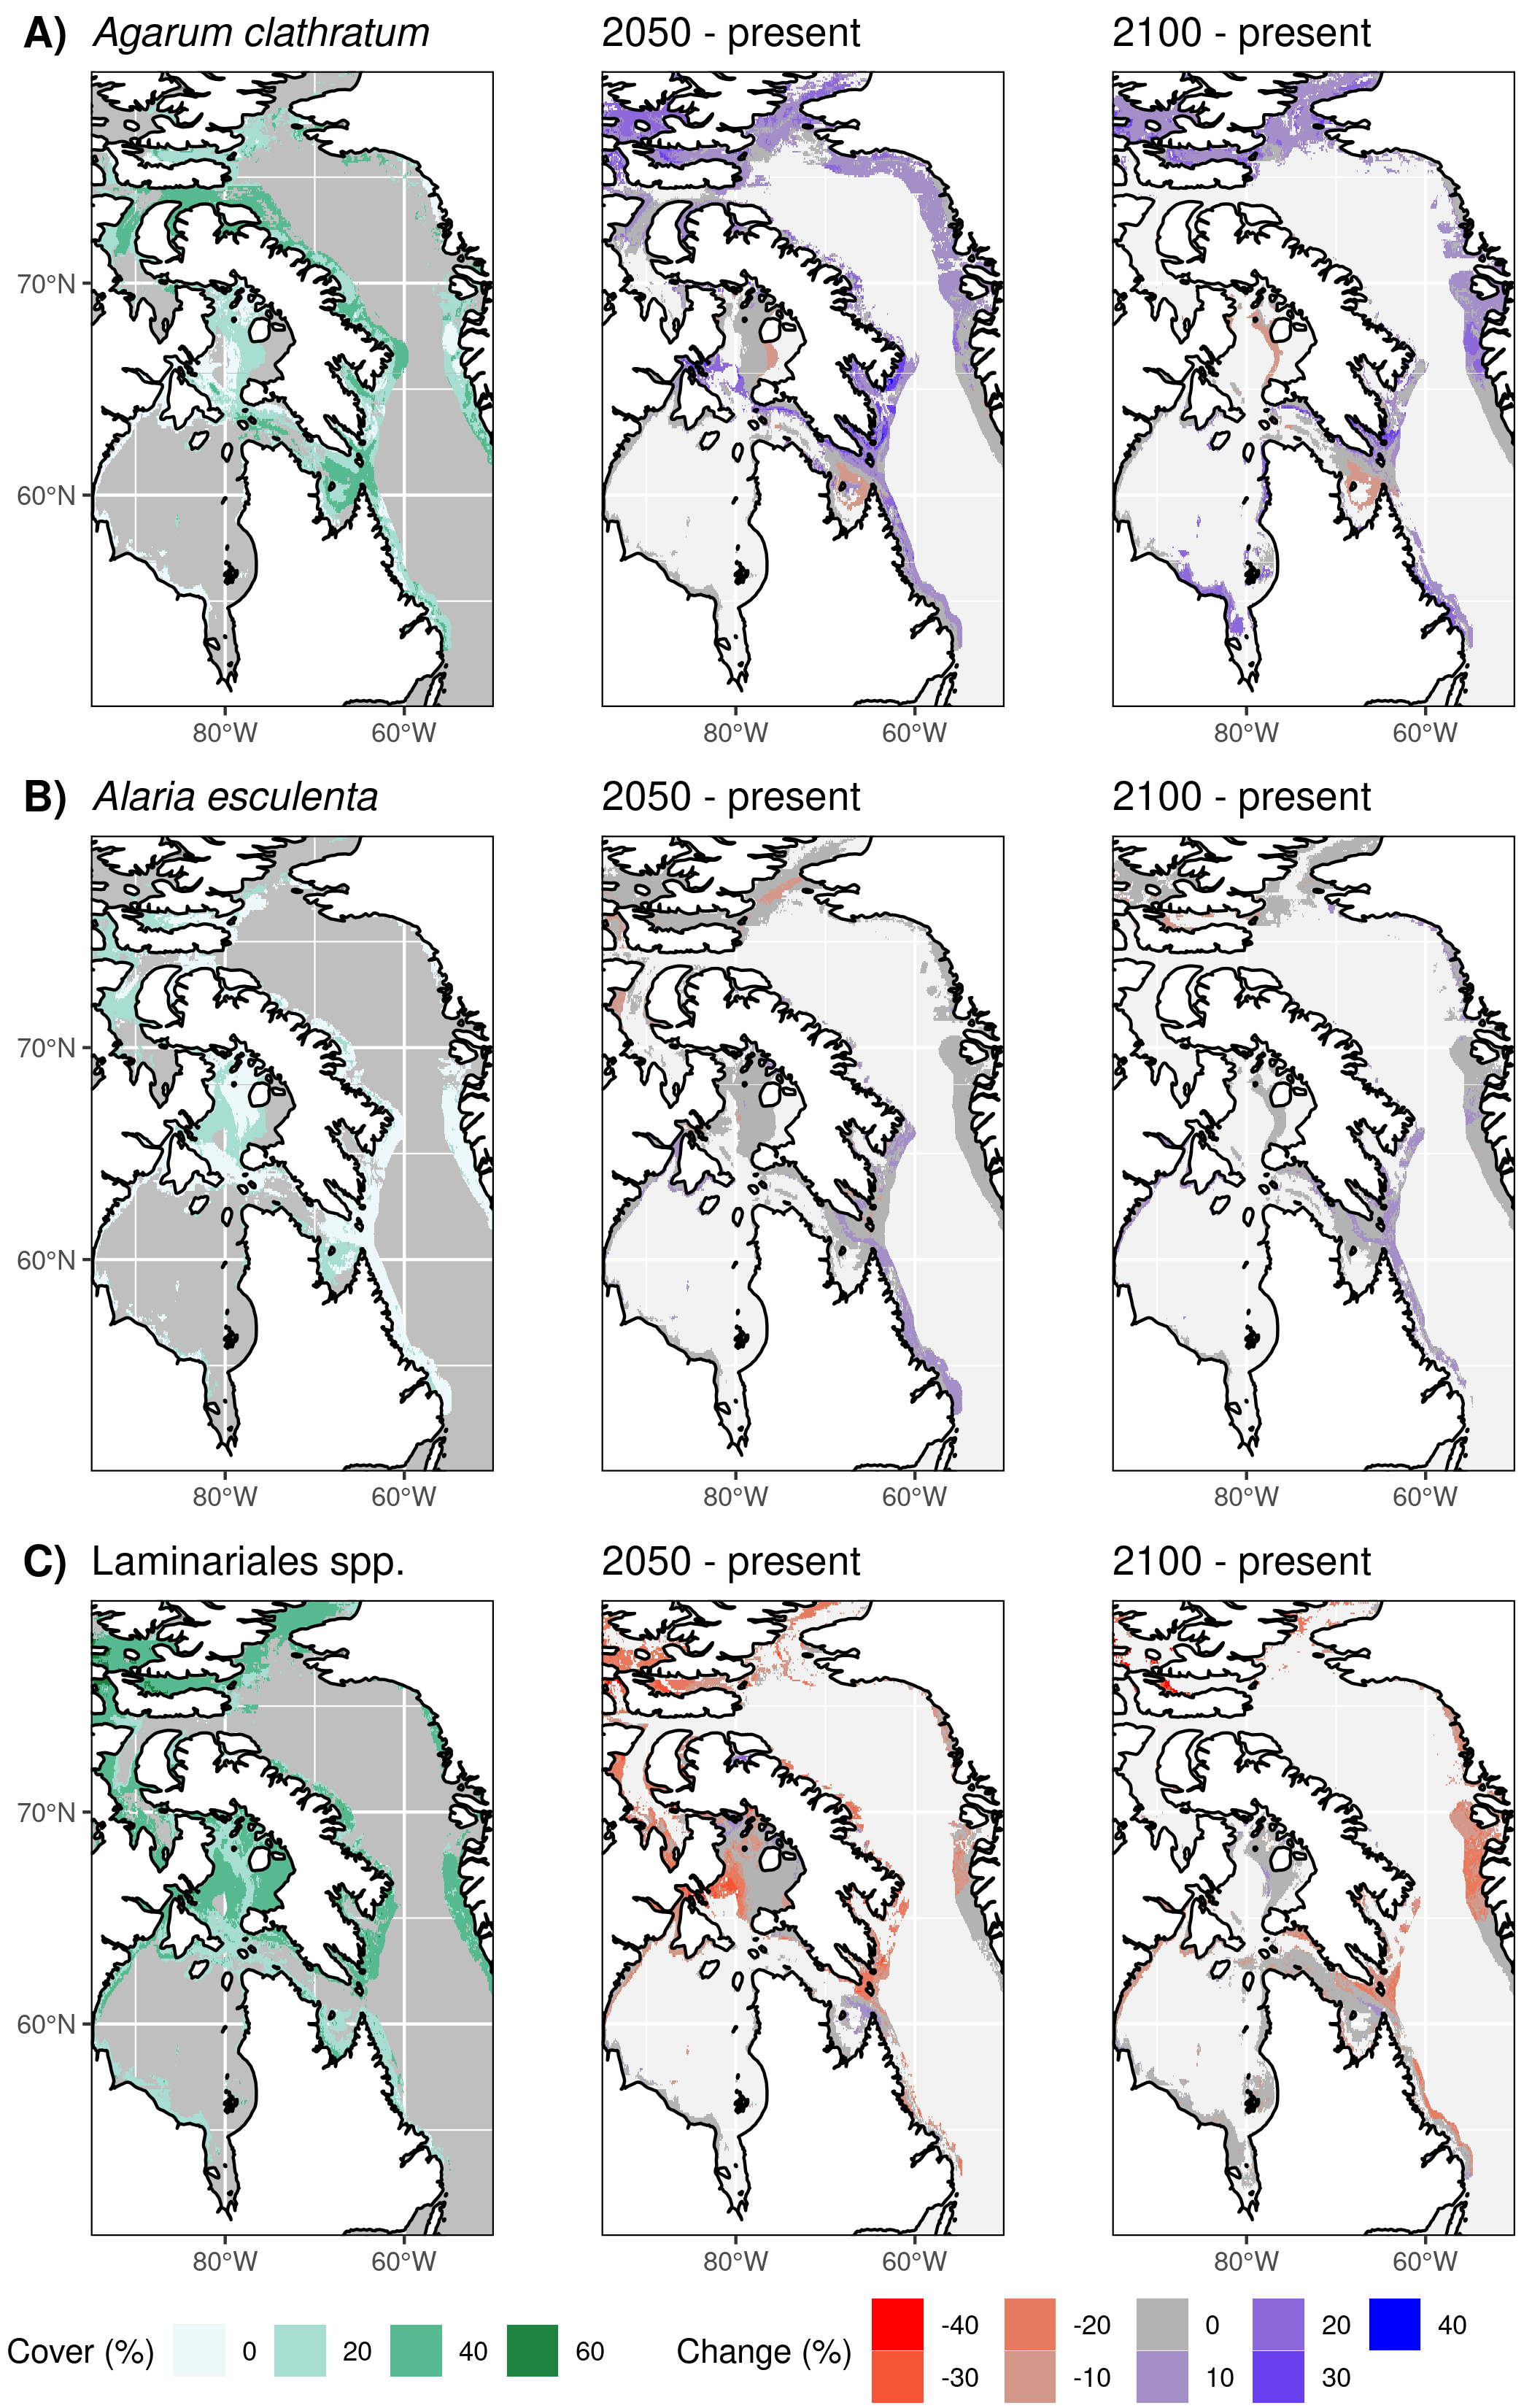 A) Agarum clathratum 2050 - present 2100 - present
70°N
60°N
80°W 60°W 80°W 60°W 80°W 60°W
B) Alaria esculenta 2050 - present 2100 - present
70°N
60°N
80°W 60°W 80°W 60°W 80°W 60°W
C) Laminariales spp. 2050 - present 2100 - present
70°N
60°N
80°W 60°W 80°W 60°W 80°W 60°W
Cover (%) 0 20 40 60
Change (%) -40 -20 0 20 40
-30 -10 10 30